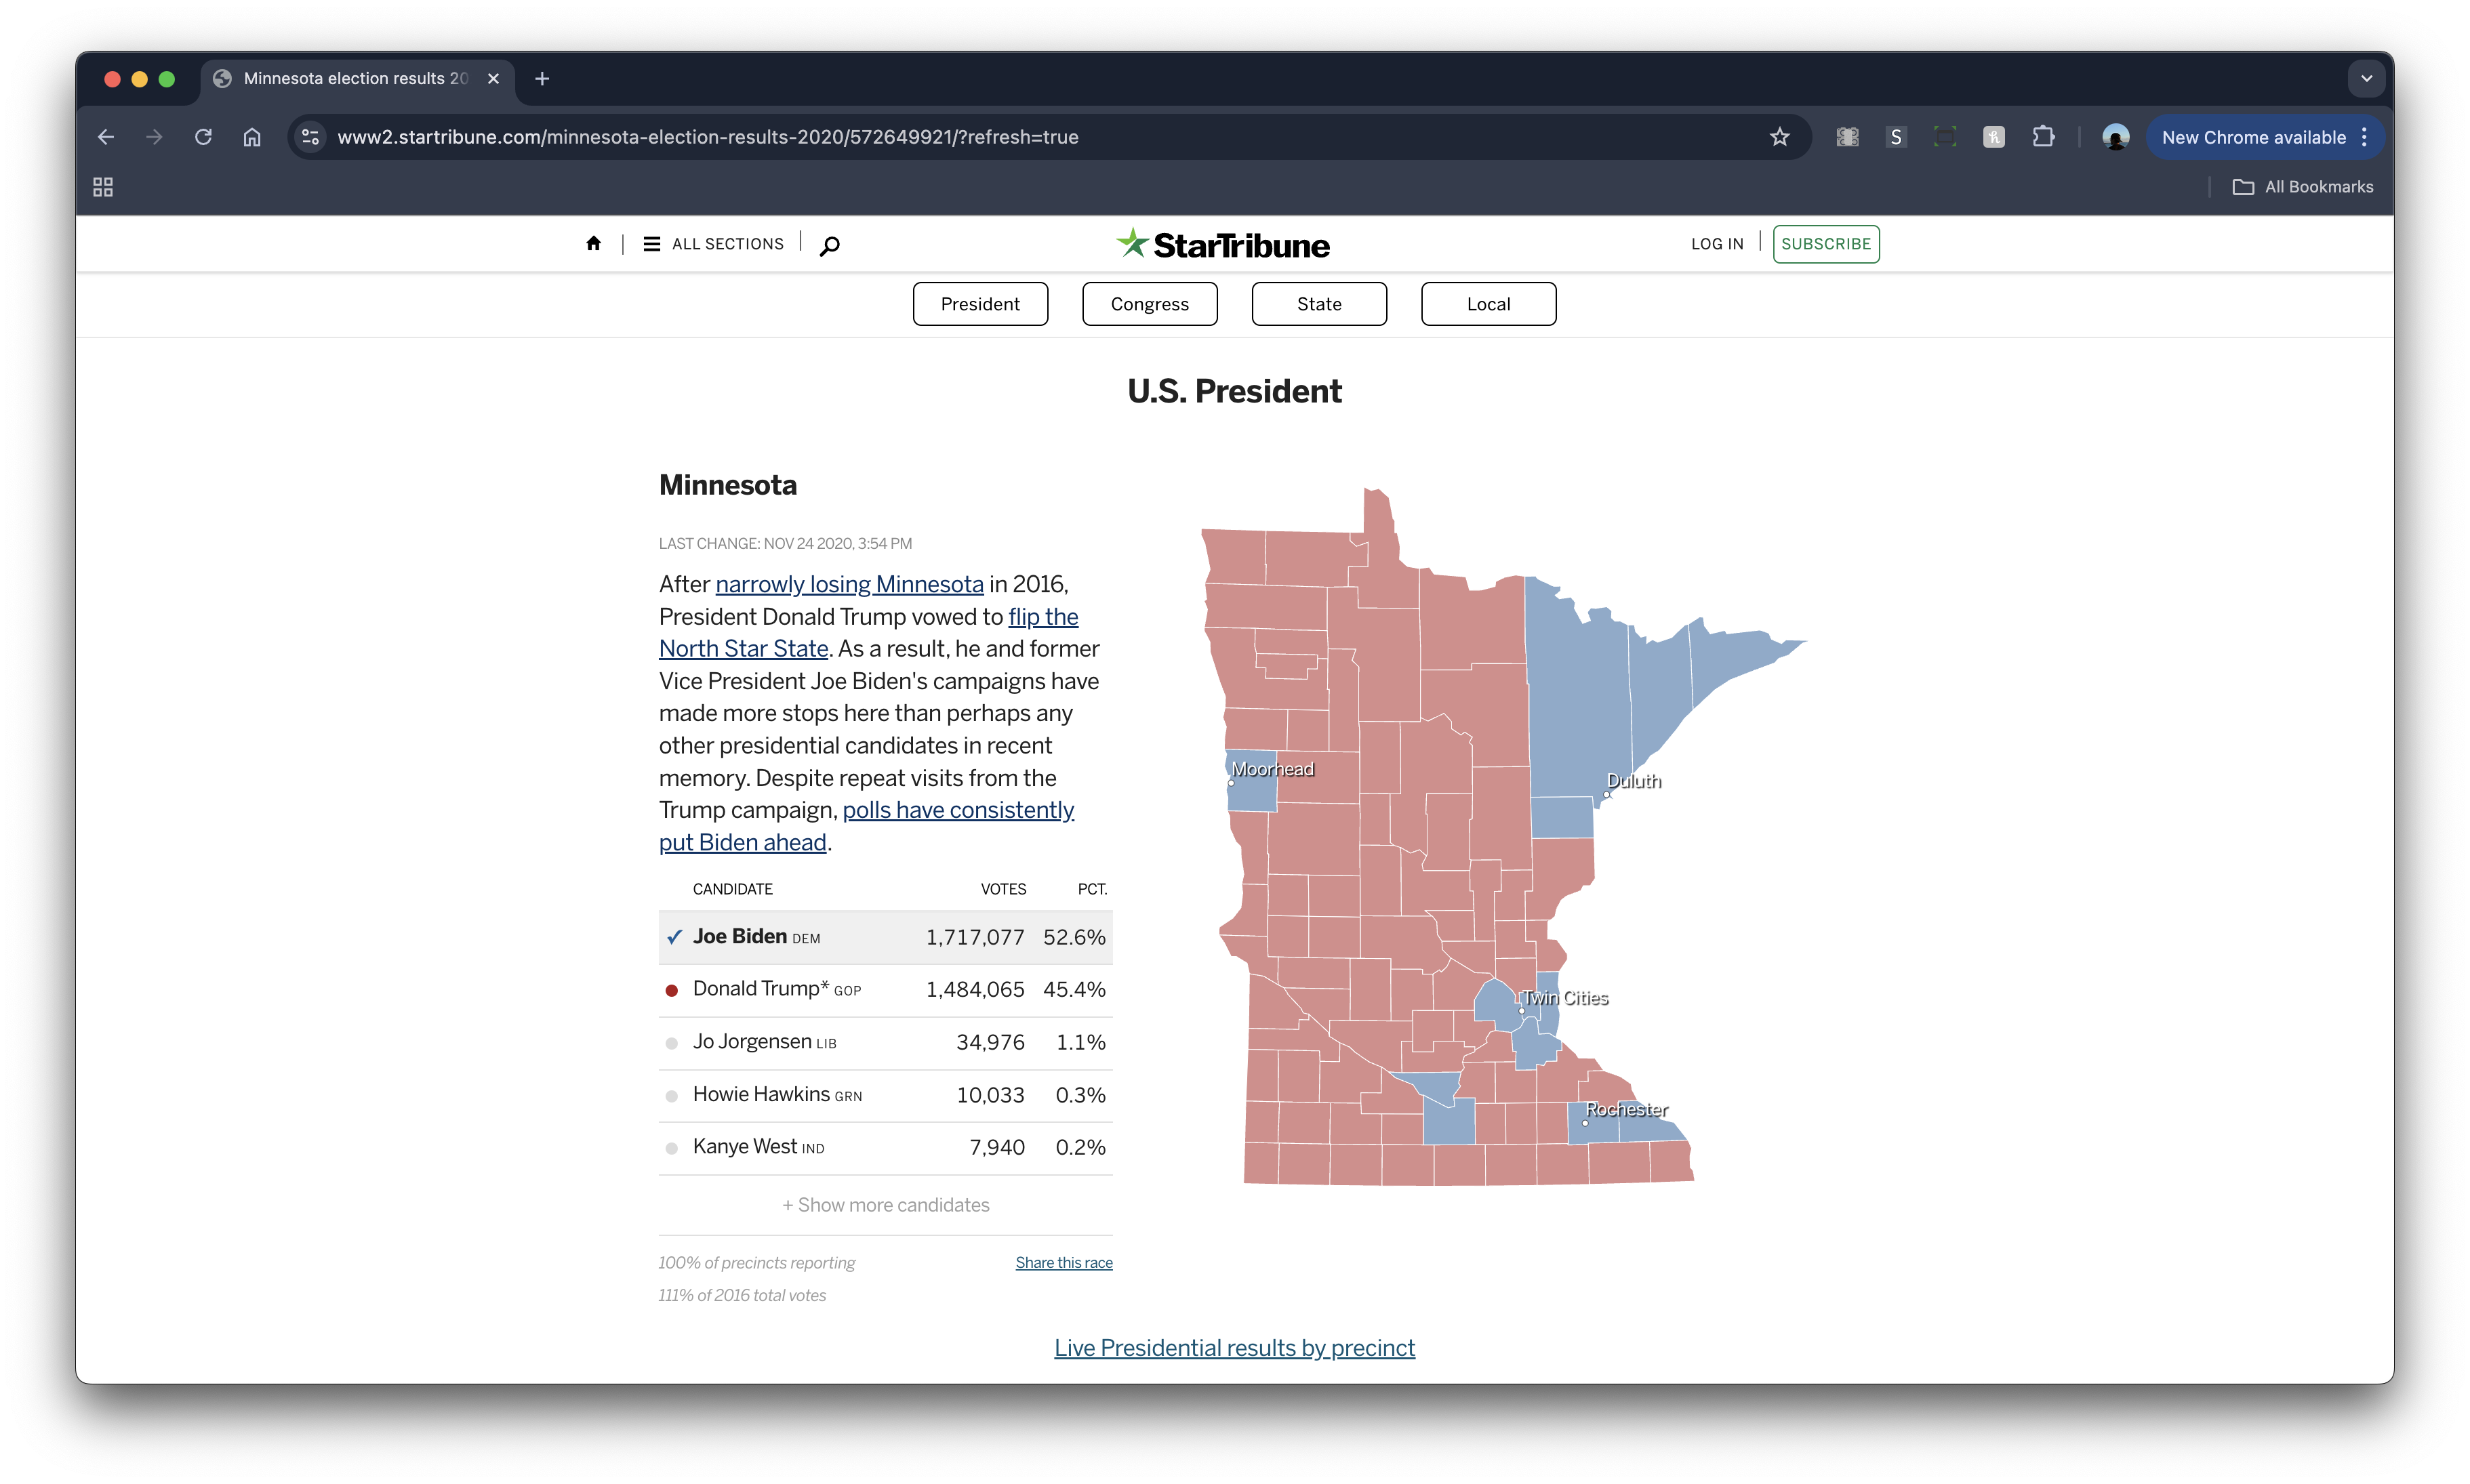 Minnesota election results 20
www2.startribune.com/minnesota-election-results-2020/572649921/?refresh=true
S
New Chrome available
All Bookmarks
ALL SECTIONS
StarTribune
LOG IN
SUBSCRIBE
President
Congress
State
Local
U.S. President
Minnesota
LAST CHANGE: NOV 24 2020, 3:54 PM
After narrowly losing Minnesota in 2016,
President Donald Trump vowed to flip the
North Star State. As a result, he and former
Vice President Joe Biden's campaigns have
made more stops here than perhaps any
other presidential candidates in recent
memory. Despite repeat visits from the
Trump campaign, polls have consistently
put Biden ahead.
CANDIDATE VOTES PCT.
Joe Biden DEM 1,717,077 52.6%
Donald Trump* GOP 1,484,065 45.4%
Jo Jorgensen LIB 34,976 1.1%
Howie Hawkins GRN 10,033 0.3%
Kanye West IND 7,940 0.2%
+ Show more candidates
100% of precincts reporting
Share this race
111% of 2016 total votes
Moorhead
Duluth
Twin Cities
Rochester
Live Presidential results by precinct